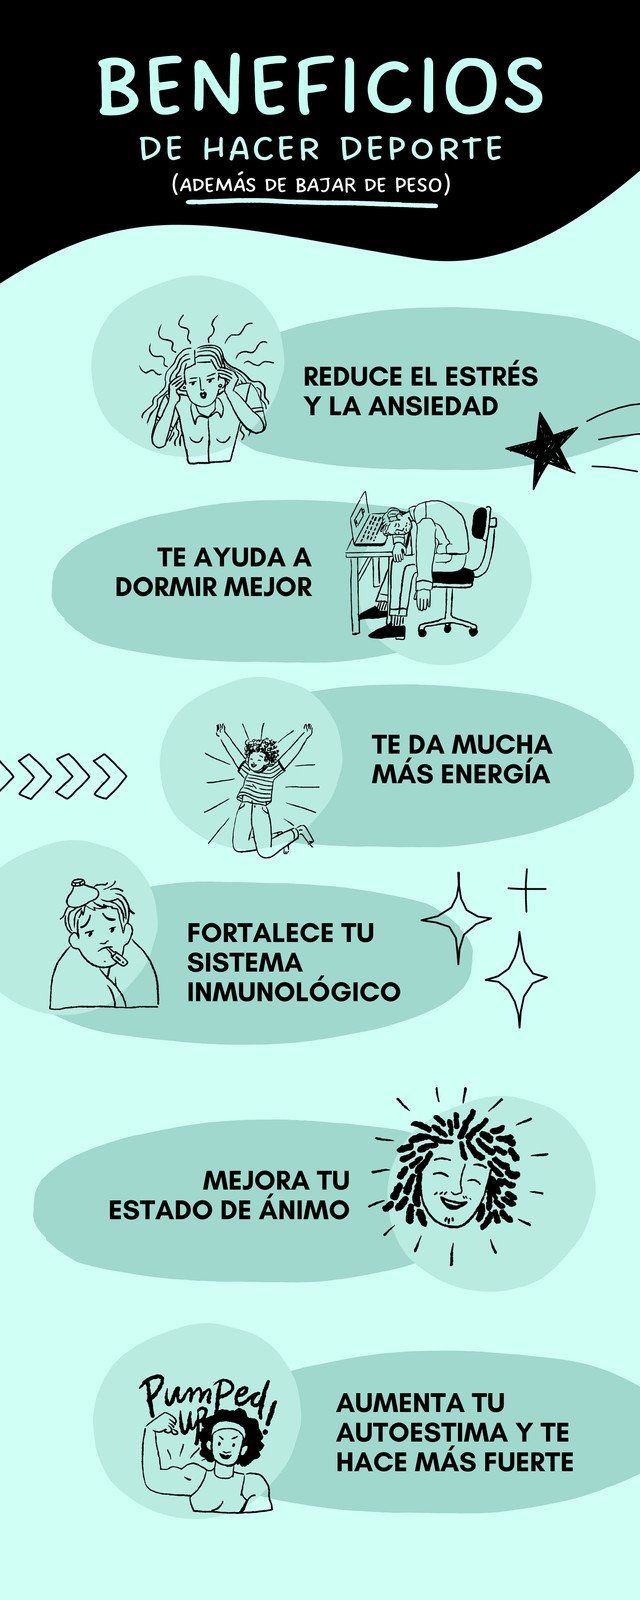 BENEFICIOS
DE HACER DEPORTE
(ADEMÁS DE BAJAR DE PESO)
REDUCE EL ESTRÉS
Y LA ANSIEDAD
TE AYUDA A
DORMIR MEJOR
TE DA MUCHA
MÁS ENERGÍA
FORTALECE TU
SISTEMA
INMUNOLÓGICO
MEJORA TU
ESTADO DE ÁNIMO
Pumped
UP!
AUMENTA TU
AUTOESTIMA Y TE
HACE MÁS FUERTE